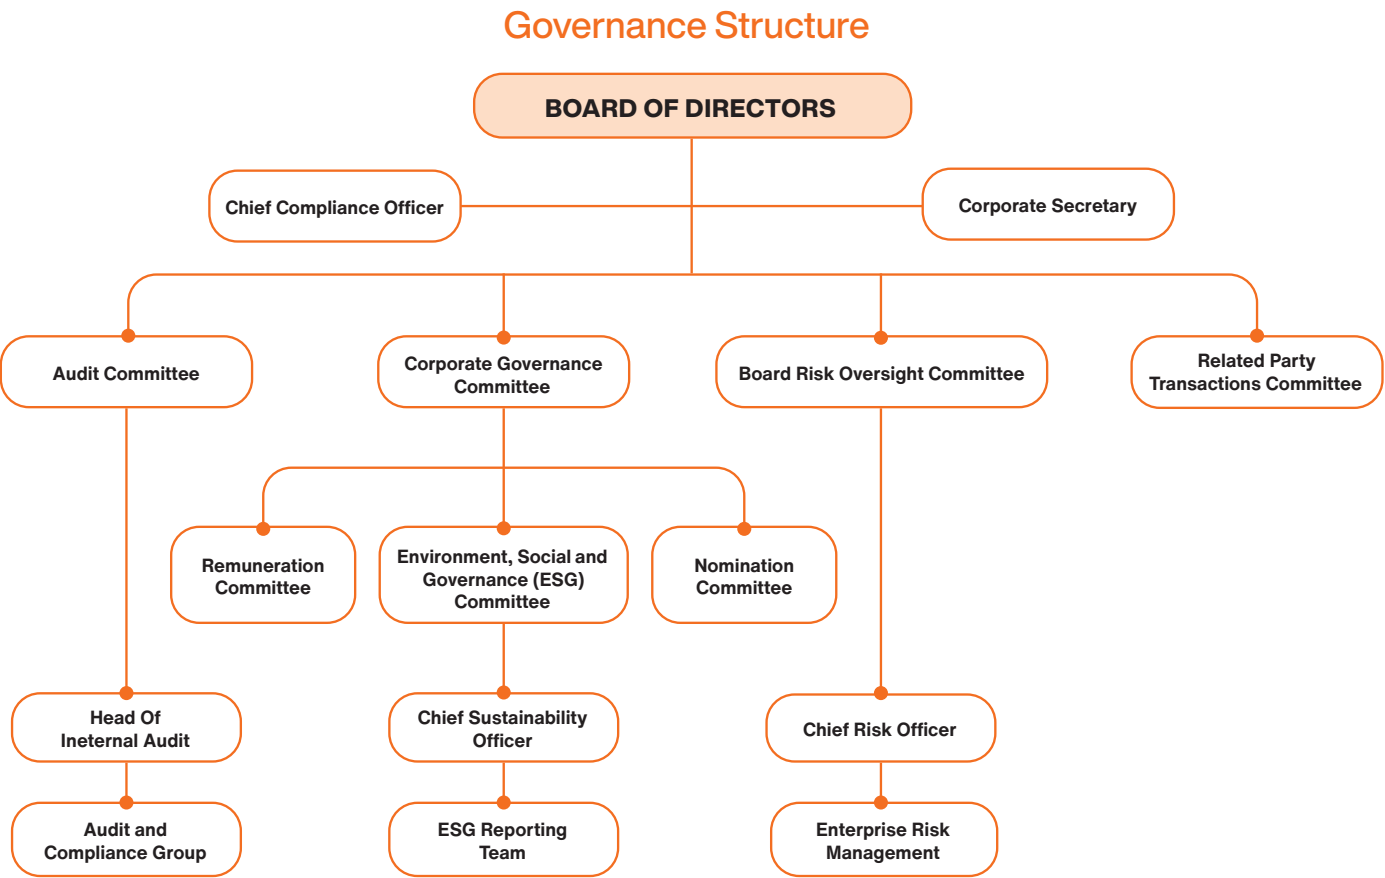 Governance Structure
BOARD OF DIRECTORS
Chief Compliance Officer
Corporate Secretary
Audit Committee
Corporate Governance
Committee
Board Risk Oversight Committee
Related Party
Transactions Committee
Remuneration
Committee
Environment, Social and
Governance (ESG)
Committee
Nomination
Committee
Head Of
Ineternal Audit
Chief Sustainability
Officer
Chief Risk Officer
Audit and
Compliance Group
ESG Reporting
Team
Enterprise Risk
Management